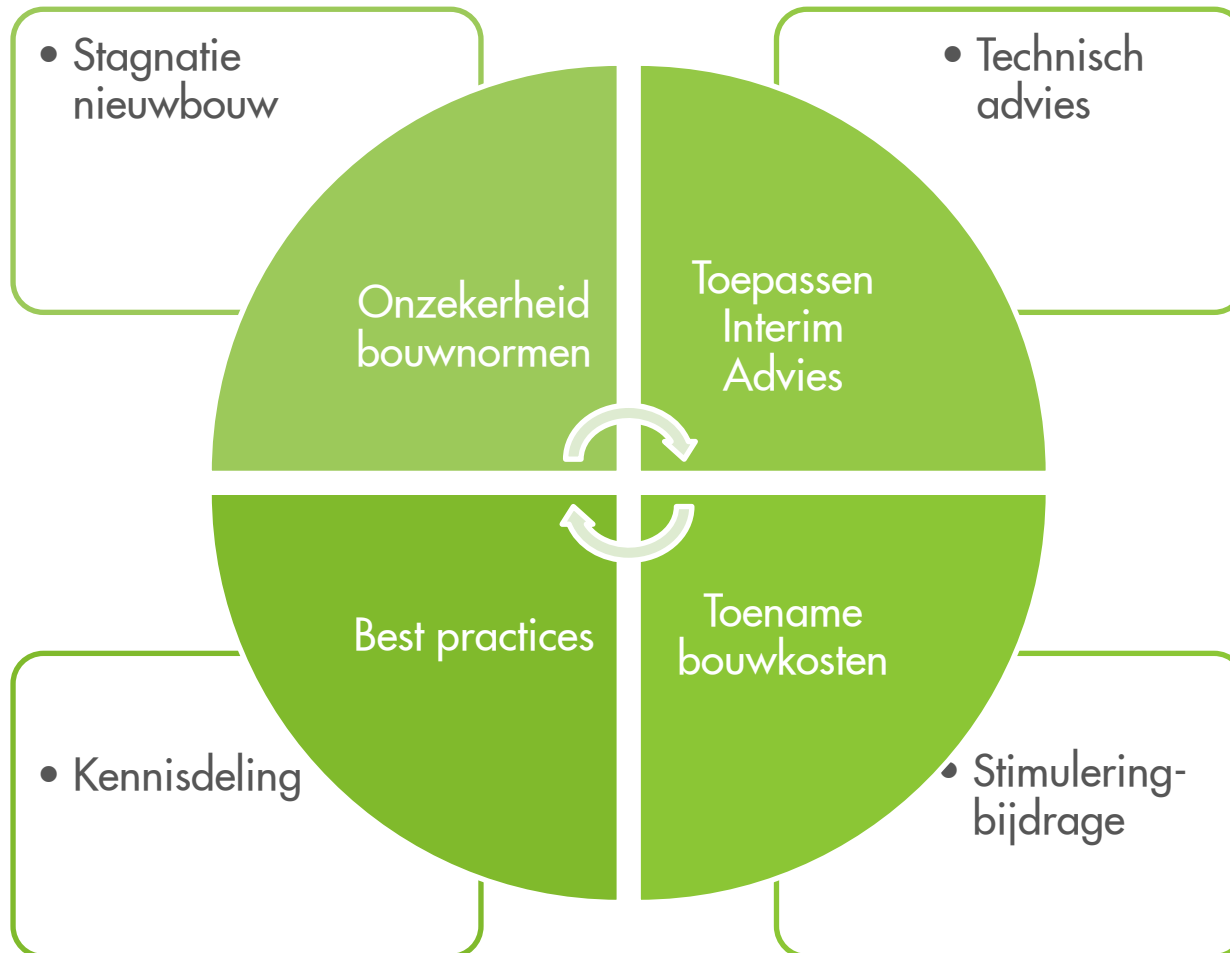 • Stagnatie
nieuwbouw
• Technisch
advies
Onzekerheid
bouwnormen
Toepassen
Interim
Advies
Best practices
Toename
bouwkosten
• Kennisdeling
• Stimulering-
bijdrage